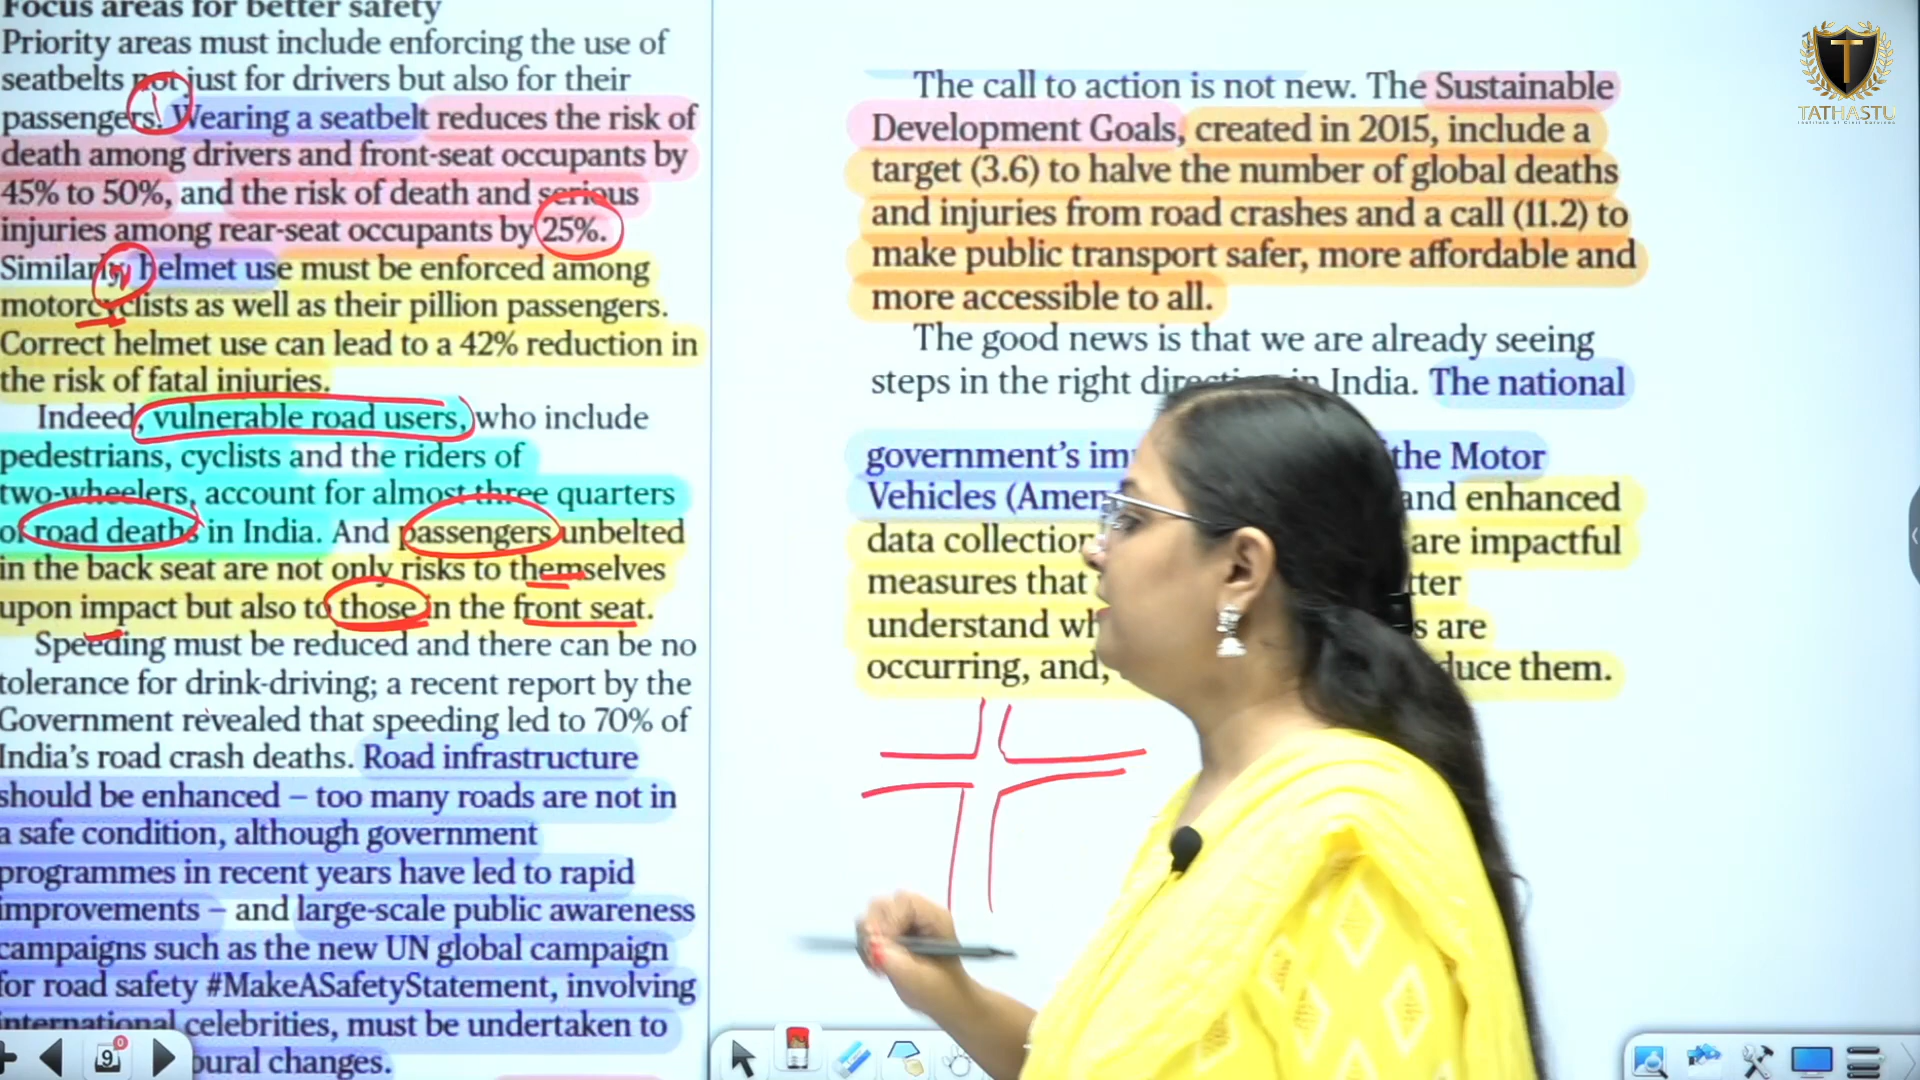 Focus areas for better safety
Priority areas must include enforcing the use of
seatbelts not just for drivers but also for their
passengers. Wearing a seatbelt reduces the risk of
death among drivers and front-seat occupants by
45% to 50%, and the risk of death and serious
injuries among rear-seat occupants by 25%.
Similarly, helmet use must be enforced among
motorcyclists as well as their pillion passengers.
Correct helmet use can lead to a 42% reduction in
the risk of fatal injuries.
Indeed, vulnerable road users, who include
pedestrians, cyclists and the riders of
two-wheelers, account for almost three quarters
of road deaths in India. And passengers unbelted
in the back seat are not only risks to themselves
upon impact but also to those in the front seat.
Speeding must be reduced and there can be no
tolerance for drink-driving; a recent report by the
Government revealed that speeding led to 70% of
India's road crash deaths. Road infrastructure
should be enhanced – too many roads are not in
a safe condition, although government
programmes in recent years have led to rapid
improvements – and large-scale public awareness
campaigns such as the new UN global campaign
for road safety #MakeASafetyStatement, involving
international celebrities, must be undertaken to
oural changes.
9
0
The call to action is not new. The Sustainable
Development Goals, created in 2015, include a
target (3.6) to halve the number of global deaths
and injuries from road crashes and a call (11.2) to
make public transport safer, more affordable and
more accessible to all.
The good news is that we are already seeing
steps in the right direction in India. The national
government's im the Motor
Vehicles (Amen and enhanced
data collection are impactful
measures that tter
understand wh s are
occurring, and, duce them.
T
TATHASTU
Institute of Civil Services